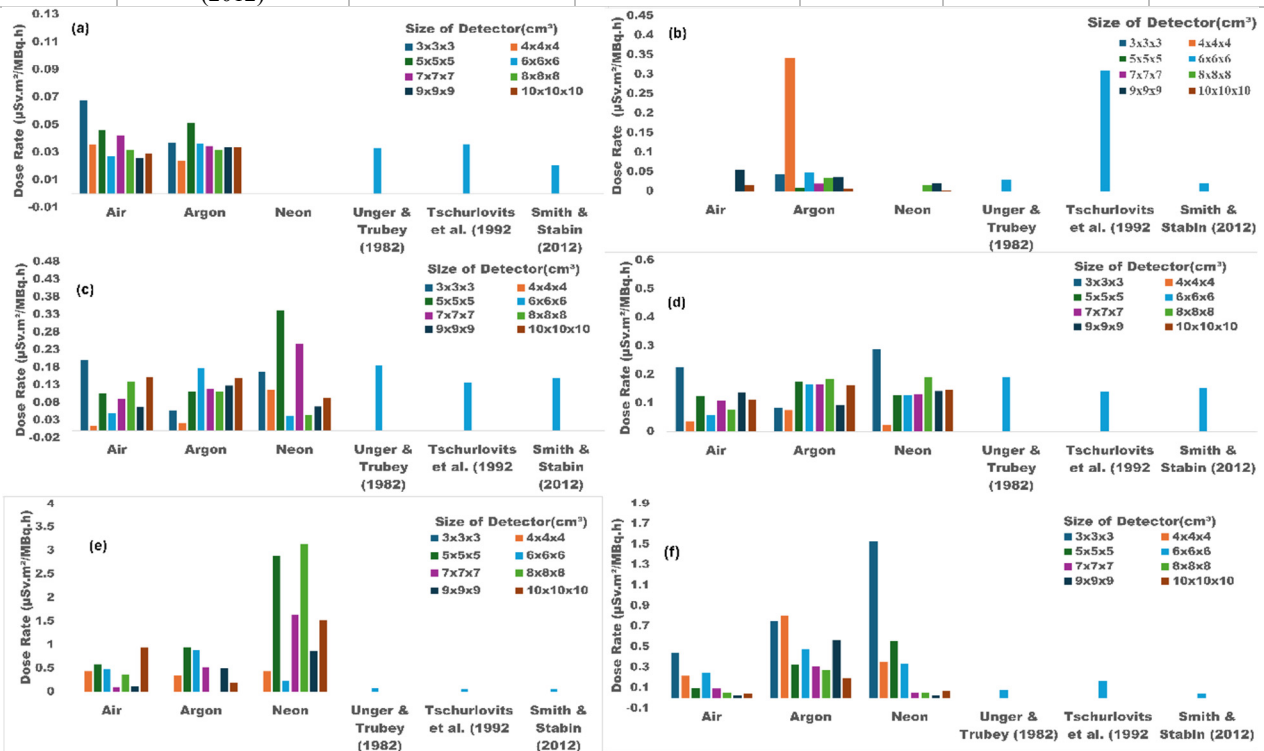 (2012)
(a)
Dose Rate (µSv.m²/MBq.h)
0.13
0.11
0.09
0.07
0.05
0.03
0.01
-0.01
Size of Detector(cm³)
3x3x3 4x4x4
5x5x5 6x6x6
7x7x7 8x8x8
9x9x9 10x10x10
Air Argon Neon Unger & Tschurlovits Smith &
Trubey et al. (1992 Stabin
(1982) (2012)
(b)
Dose Rate (µSv.m²/MBq.h)
0.45
0.4
0.35
0.3
0.25
0.2
0.15
0.1
0.05
0
Size of Detector(cm³)
3x3x3 4x4x4
5x5x5 6x6x6
7x7x7 8x8x8
9x9x9 10x10x10
Air Argon Neon Unger & Tschurlovits Smith &
Trubey et al. (1992 Stabin (2012)
(1982)
(c)
Dose Rate (µSv.m²/MBq.h)
0.48
0.43
0.38
0.33
0.28
0.23
0.18
0.13
0.08
0.03
-0.02
Size of Detector(cm³)
3x3x3 4x4x4
5x5x5 6x6x6
7x7x7 8x8x8
9x9x9 10x10x10
Air Argon Neon Unger & Tschurlovits Smith &
Trubey et al. (1992 Stabin
(1982) (2012)
(d)
Dose Rate (µSv.m²/MBq.h)
0.6
0.5
0.4
0.3
0.2
0.1
0
Size of Detector(cm³)
3x3x3 4x4x4
5x5x5 6x6x6
7x7x7 8x8x8
9x9x9 10x10x10
Air Argon Neon Unger & Tschurlovits Smith &
Trubey et al. (1992 Stabin (2012)
(1982)
(e)
Dose Rate (µSv.m²/MBq.h)
4
3.5
3
2.5
2
1.5
1
0.5
0
Size of Detector(cm³)
3x3x3 4x4x4
5x5x5 6x6x6
7x7x7 8x8x8
9x9x9 10x10x10
Air Argon Neon Unger & Tschurlovits Smith &
Trubey et al. (1992 Stabin
(1982) (2012)
(f)
Dose Rate (µSv.m²/MBq.h)
1.9
1.7
1.5
1.3
1.1
0.9
0.7
0.5
0.3
0.1
-0.1
Size of Detector(cm³)
3x3x3 4x4x4
5x5x5 6x6x6
7x7x7 8x8x8
9x9x9 10x10x10
Air Argon Neon Unger & Tschurlovits Smith &
Trubey (1982) et al. (1992 Stabin (2012)